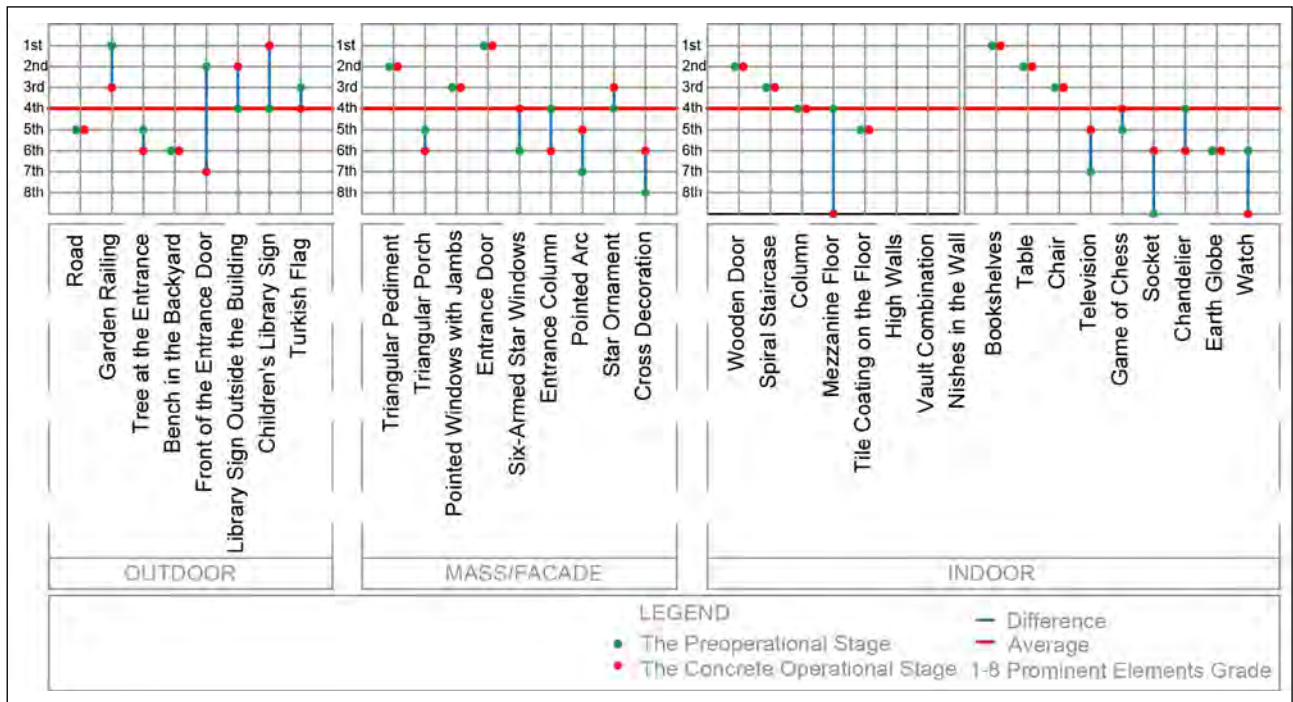 1st
2nd
3rd
4th
5th
6th
7th
8th
1st
2nd
3rd
4th
5th
6th
7th
8th
1st
2nd
3rd
4th
5th
6th
7th
8th
Road
Garden Railing
Tree at the Entrance
Bench in the Backyard
Front of the Entrance Door
Library Sign Outside the Building
Children's Library Sign
Turkish Flag
Triangular Pediment
Triangular Porch
Pointed Windows with Jambs
Entrance Door
Six-Armed Star Windows
Entrance Column
Pointed Arc
Star Ornament
Cross Decoration
Wooden Door
Spiral Staircase
Column
Mezzanine Floor
Tile Coating on the Floor
High Walls
Vault Combination
Nishes in the Wall
Bookshelves
Table
Chair
Television
Game of Chess
Socket
Chandelier
Earth Globe
Watch
OUTDOOR
MASS/FACADE
INDOOR
LEGEND
The Preoperational Stage
The Concrete Operational Stage
Difference
Average
1-8 Prominent Elements Grade